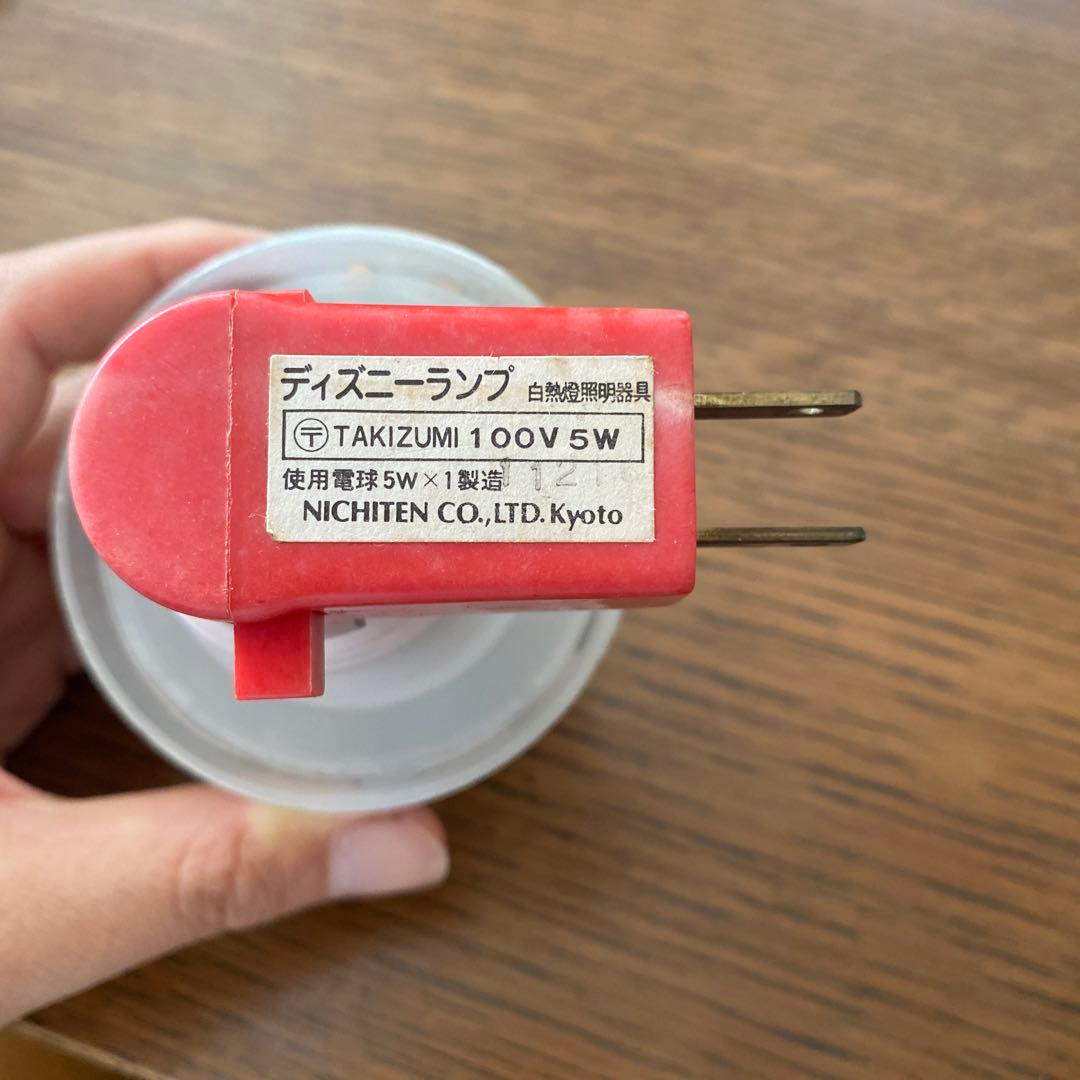 ディズニーランプ 白熱燈照明器具
〒 TAKIZUMI 100V 5W
使用電球5W×1製造
NICHITEN CO.,LTD. Kyoto